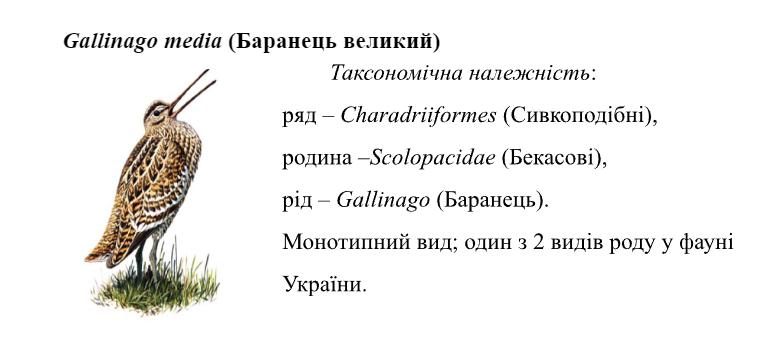 Gallinago media (Баранець великий)
Таксономічна належність:
ряд – Charadriiformes (Сивкоподібні),
родина –Scolopacidae (Бекасові),
рід – Gallinago (Баранець).
Монотипний вид; один з 2 видів роду у фауні
України.